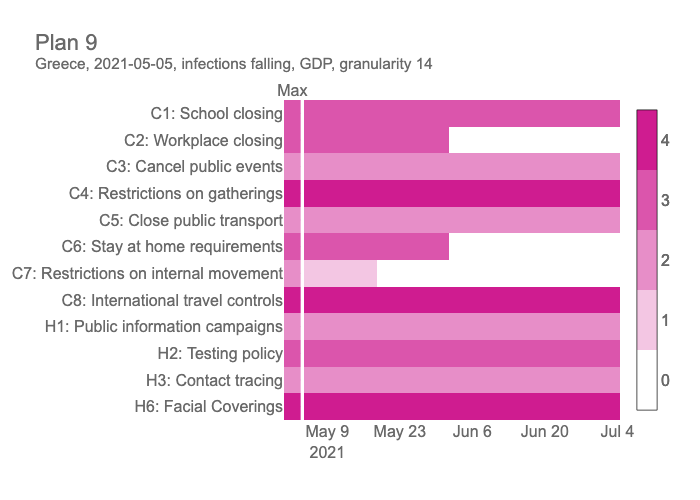 Plan 9
Greece, 2021-05-05, infections falling, GDP, granularity 14
Max
C1: School closing
C2: Workplace closing
C3: Cancel public events
C4: Restrictions on gatherings
C5: Close public transport
C6: Stay at home requirements
C7: Restrictions on internal movement
C8: International travel controls
H1: Public information campaigns
H2: Testing policy
H3: Contact tracing
H6: Facial Coverings
May 9 May 23 Jun 6 Jun 20 Jul 4
2021
4
3
2
1
0